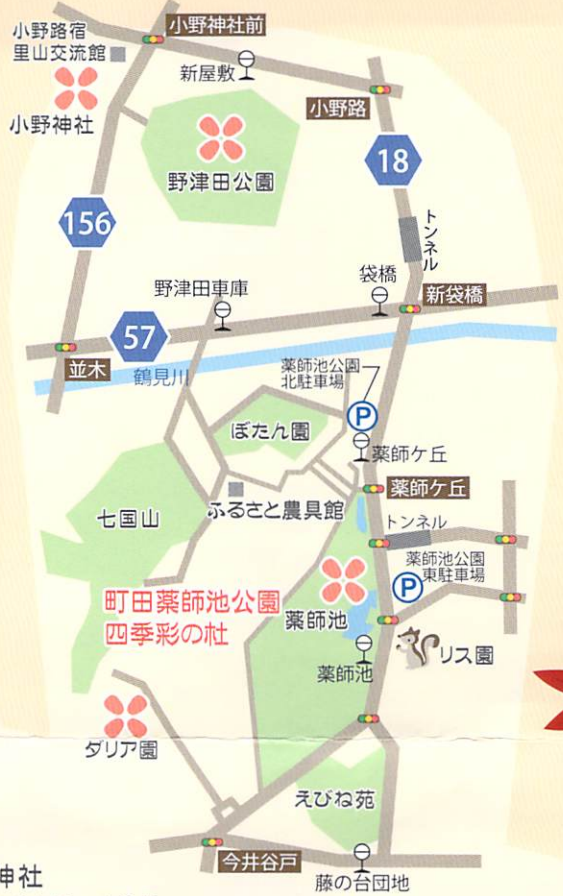 小野路宿
里山交流館
小野神社前
新屋敷
小野神社
野津田公園
小野路
18
156
トンネル
野津田車庫
袋橋
新袋橋
57
並木
鶴見川
薬師池公園
北駐車場
P
ぼたん園
薬師ケ丘
薬師ケ丘
七国山
ふるさと農具館
トンネル
薬師池公園
東駐車場
P
町田薬師池公園
四季彩の杜
薬師池
リス園
薬師池
ダリア園
えびね苑
今井谷戸
藤の台団地
神社